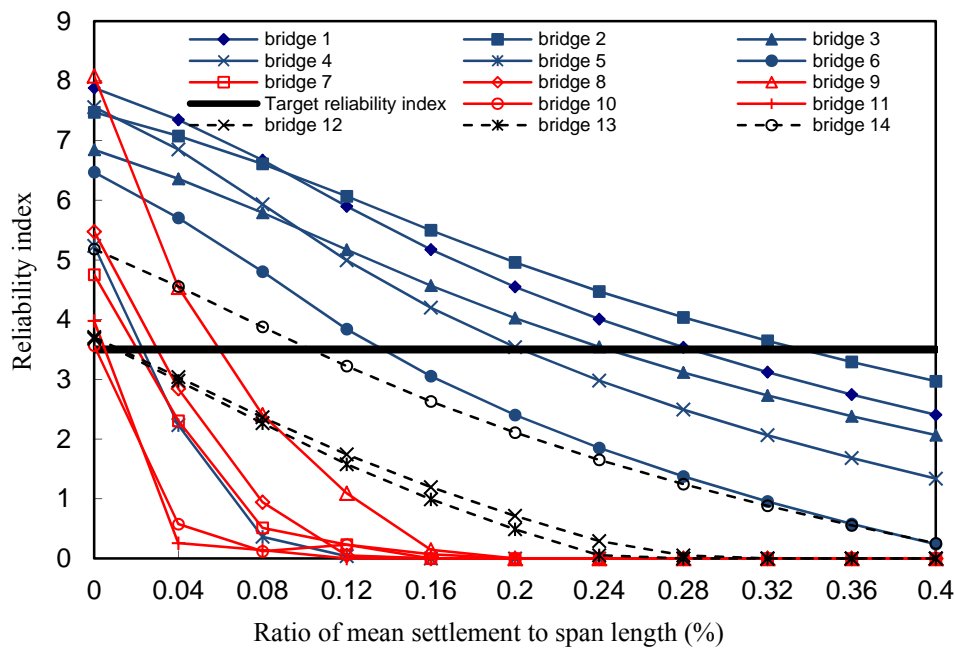 9
8
7
6
5
4
3
2
1
0
Reliability index
bridge 1 bridge 2 bridge 3
bridge 4 bridge 5 bridge 6
bridge 7 bridge 8 bridge 9
Target reliability index bridge 10 bridge 11
bridge 12 bridge 13 bridge 14
0 0.04 0.08 0.12 0.16 0.2 0.24 0.28 0.32 0.36 0.4
Ratio of mean settlement to span length (%)